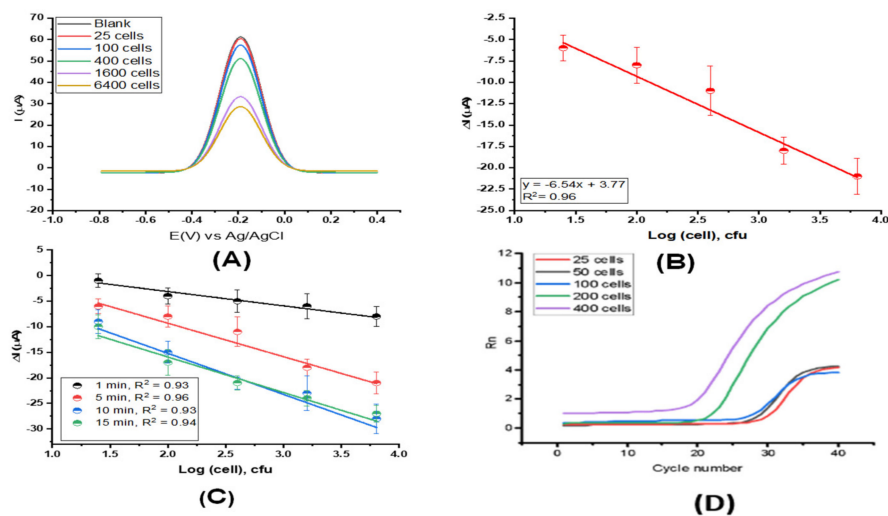 70
60
50
40
30
20
10
0
-10
-20
I (µA)
Blank
25 cells
100 cells
400 cells
1600 cells
6400 cells
-1.0
-0.8
-0.6
-0.4
-0.2
0.0
0.2
0.4
0.6
E(V) vs Ag/AgCl
(A)
0.0
-2.5
-5.0
-7.5
-10.0
-12.5
-15.0
-17.5
-20.0
-22.5
-25.0
ΔI (µA)
y = -6.54x + 3.77
R²= 0.96
1.0
1.5
2.0
2.5
3.0
3.5
4.0
Log (cell), cfu
(B)
5
0
-5
-10
-15
-20
-25
-30
ΔI (µA)
1 min, R² = 0.93
5 min, R² = 0.96
10 min, R² = 0.93
15 min, R² = 0.94
1.0
1.5
2.0
2.5
3.0
3.5
4.0
Log (cell), cfu
(C)
12
10
8
6
4
2
0
Rn
25 cells
50 cells
100 cells
200 cells
400 cells
0
10
20
30
40
Cycle number
(D)